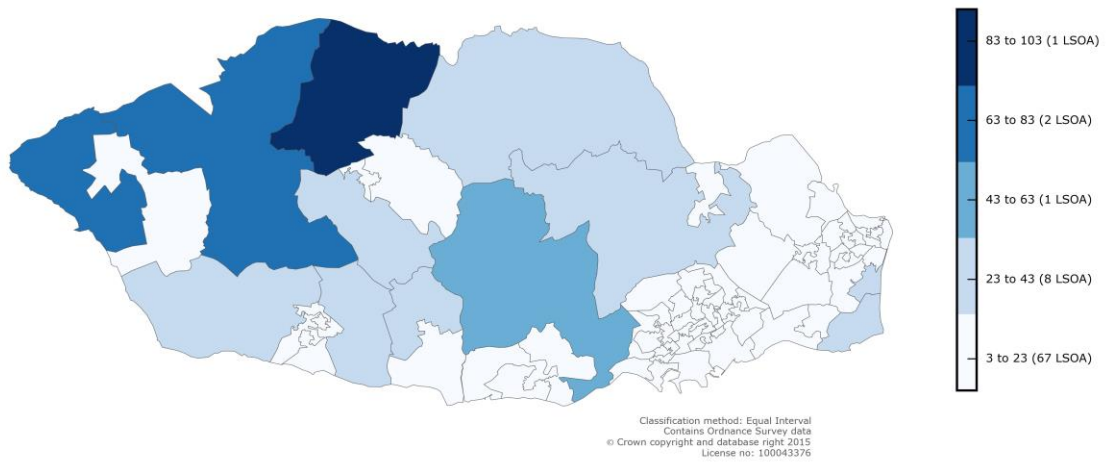 83 to 103 (1 LSOA)
63 to 83 (2 LSOA)
43 to 63 (1 LSOA)
23 to 43 (8 LSOA)
3 to 23 (67 LSOA)
Classification method: Equal Interval
Contains Ordnance Survey data
© Crown copyright and database right 2015
License no: 100043376